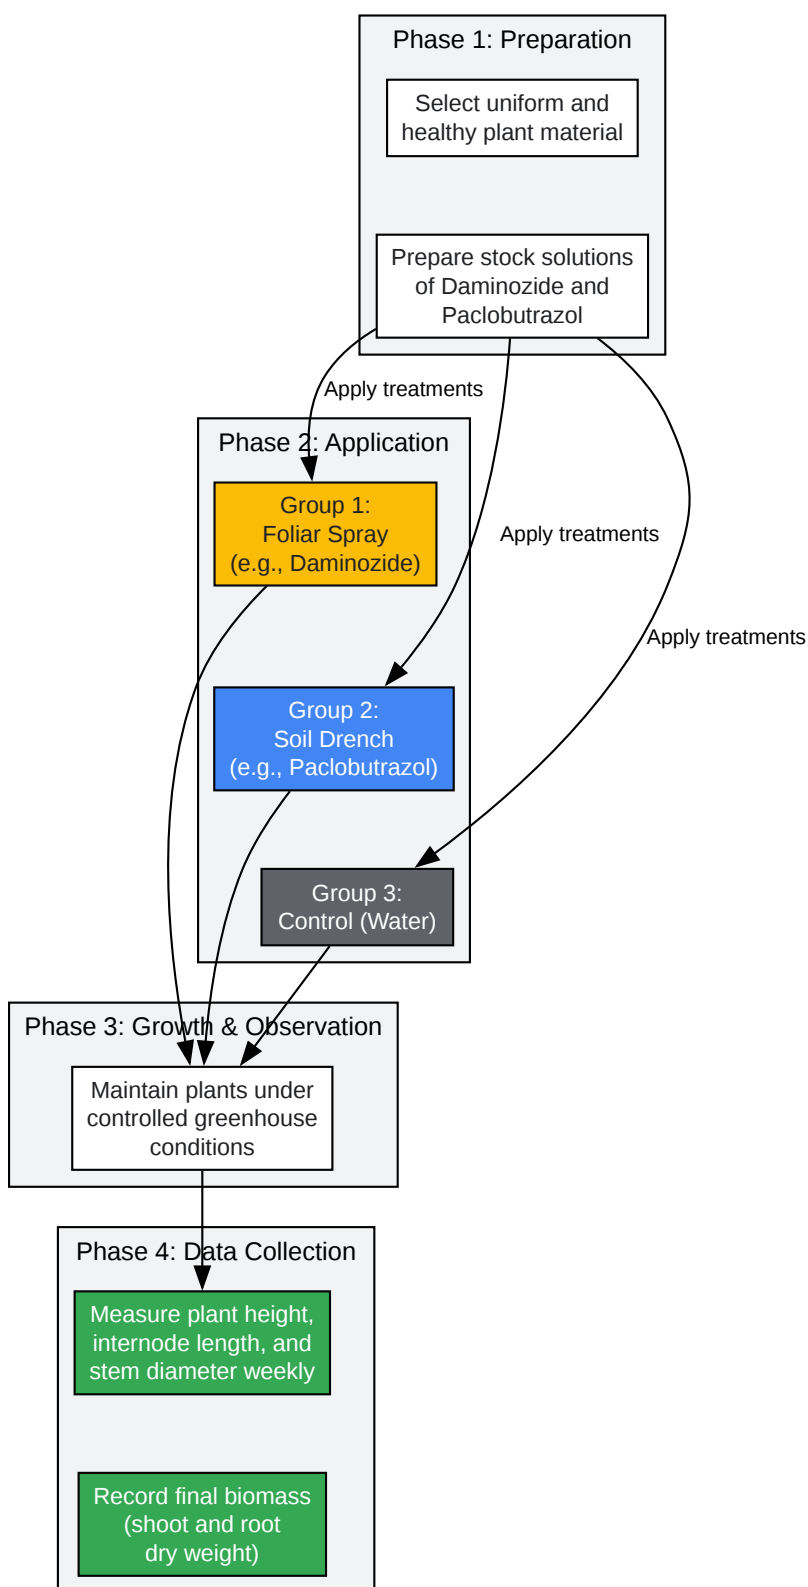 Phase 1: Preparation
Select uniform and
healthy plant material
Prepare stock solutions
of Daminozide and
Paclobutrazol
Apply treatments
Phase 2: Application
Group 1:
Foliar Spray
(e.g., Daminozide)
Apply treatments
Apply treatments
Group 2:
Soil Drench
(e.g., Paclobutrazol)
Group 3:
Control (Water)
Phase 3: Growth & Observation
Maintain plants under
controlled greenhouse
conditions
Phase 4: Data Collection
Measure plant height,
internode length, and
stem diameter weekly
Record final biomass
(shoot and root
dry weight)